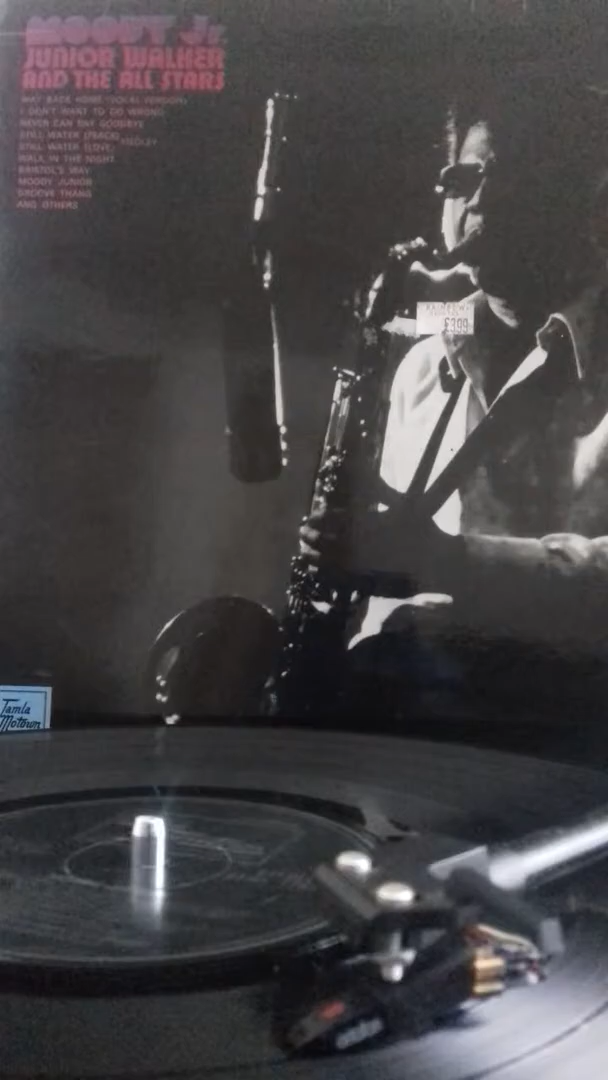 MOODY Jr.
JUNIOR WALKER
AND THE ALL STARS
WAY BACK HOME (VOCAL VERSION)
I DON'T WANT TO DO WRONG
NEVER CAN SAY GOODBYE
STILL WATER (PEACE)
STILL WATER (LOVE) MEDLEY
WALK IN THE NIGHT
BRISTOL'S WAY
MOODY JUNIOR
GROOVE THANG
AND OTHERS
RAINBOW
Tamla
Motown